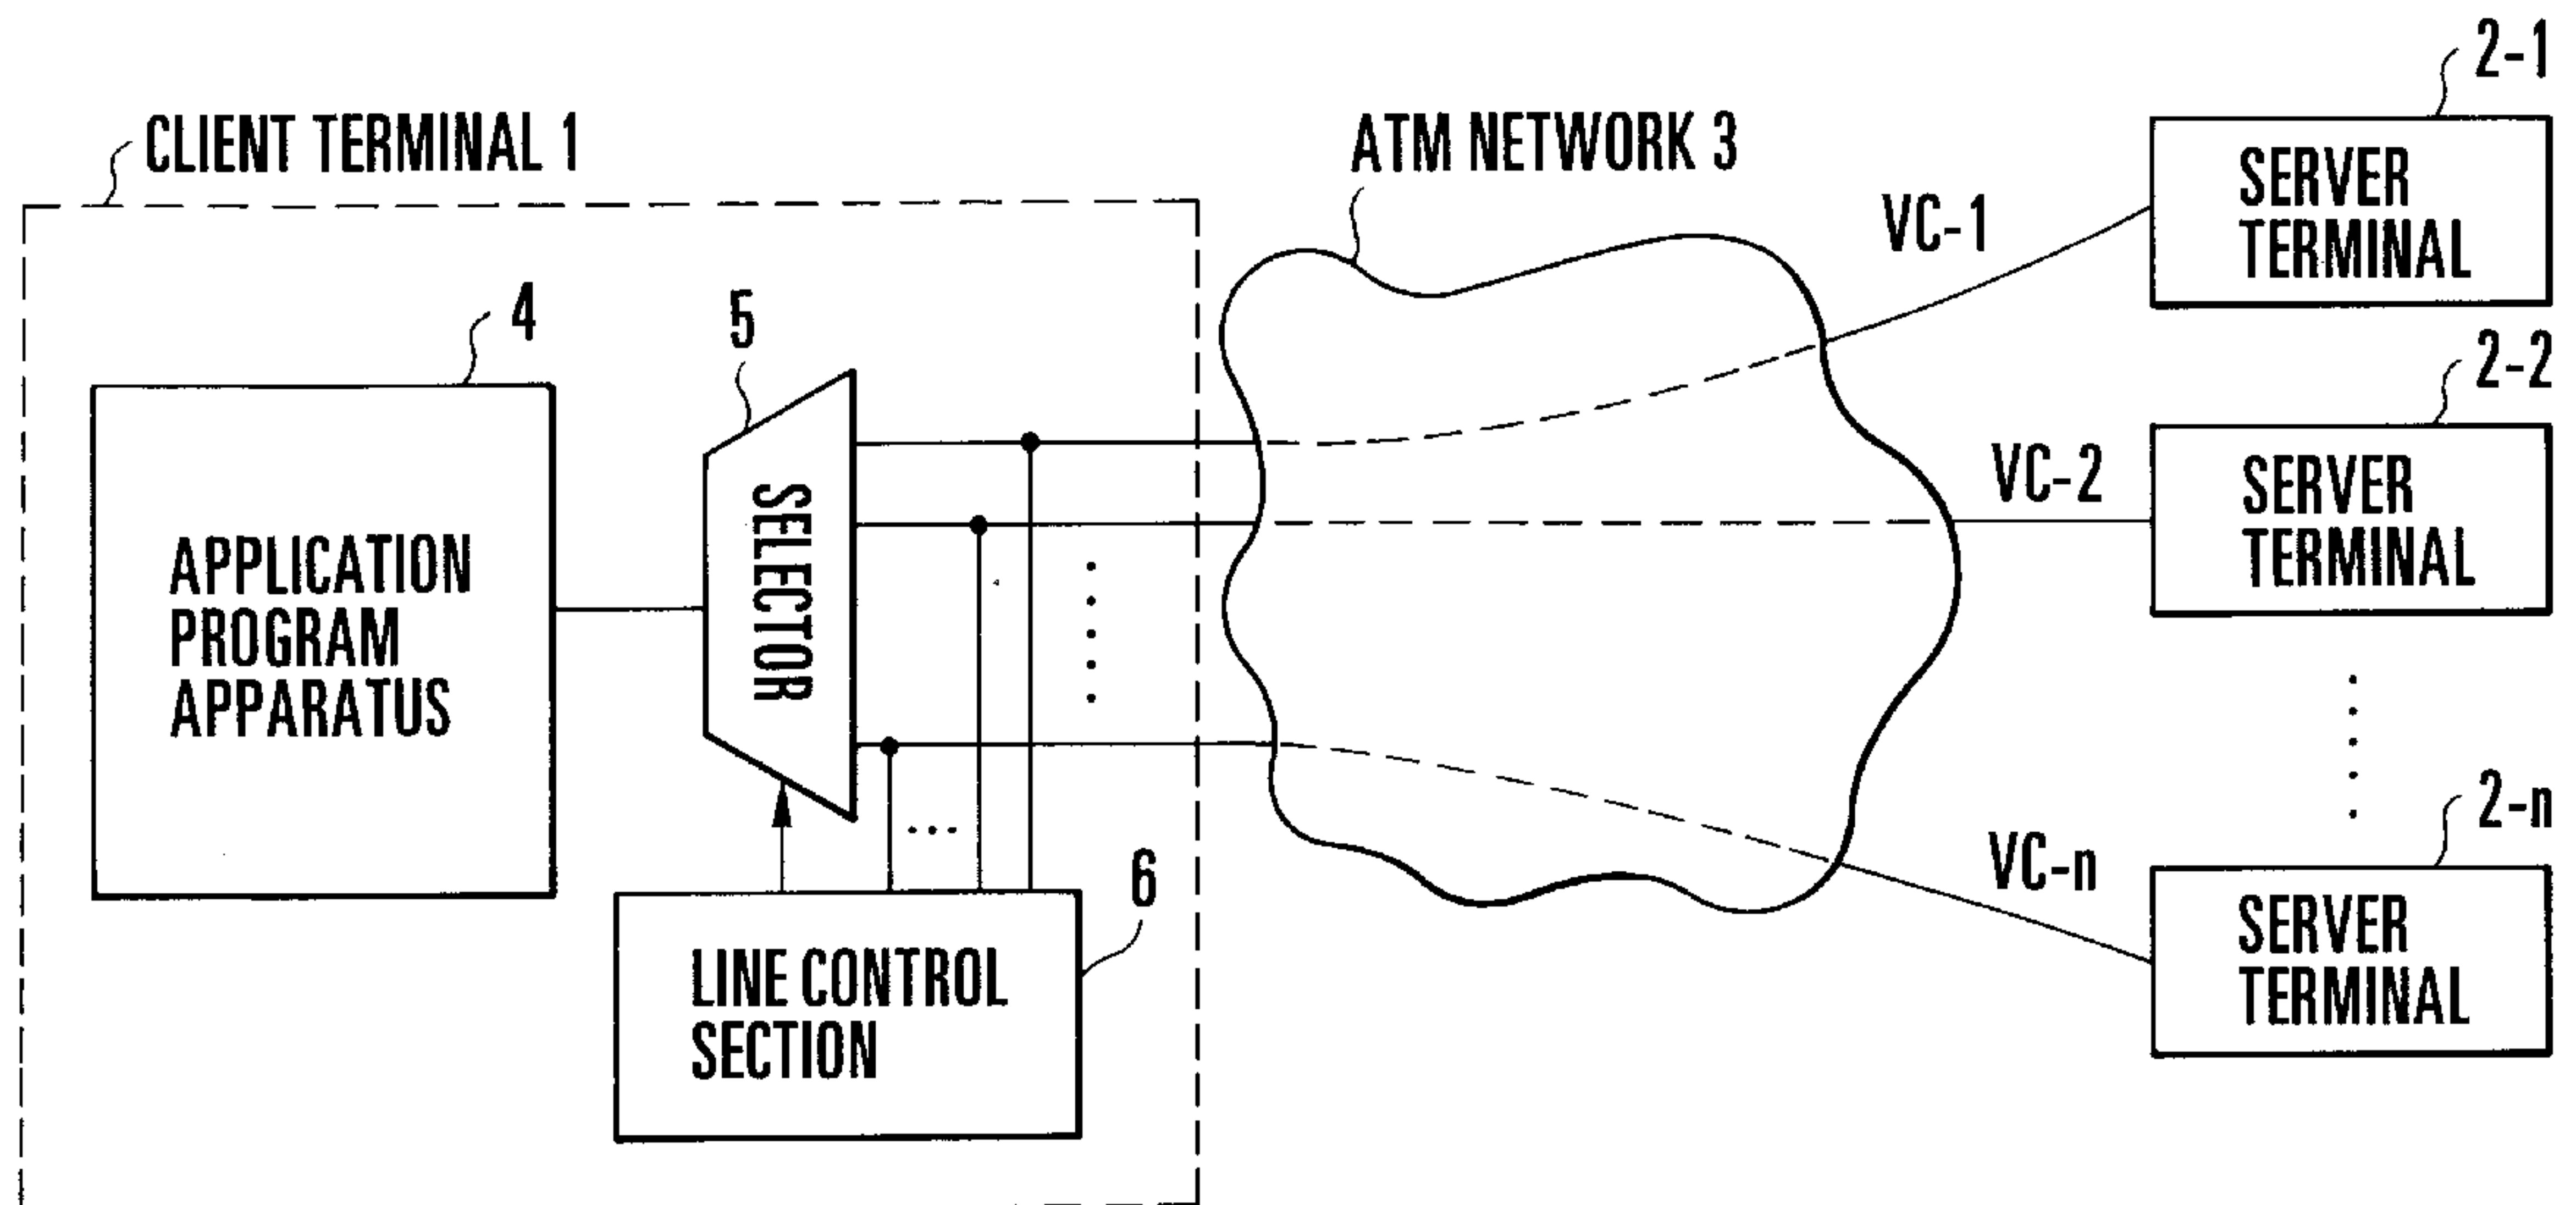 CLIENT TERMINAL 1
ATM NETWORK 3
2-1
SERVER
TERMINAL
VC-1
4
5
2-2
SERVER
TERMINAL
VC-2
APPLICATION
PROGRAM
APPARATUS
SELECTOR
6
LINE CONTROL
SECTION
VC-n
2-n
SERVER
TERMINAL